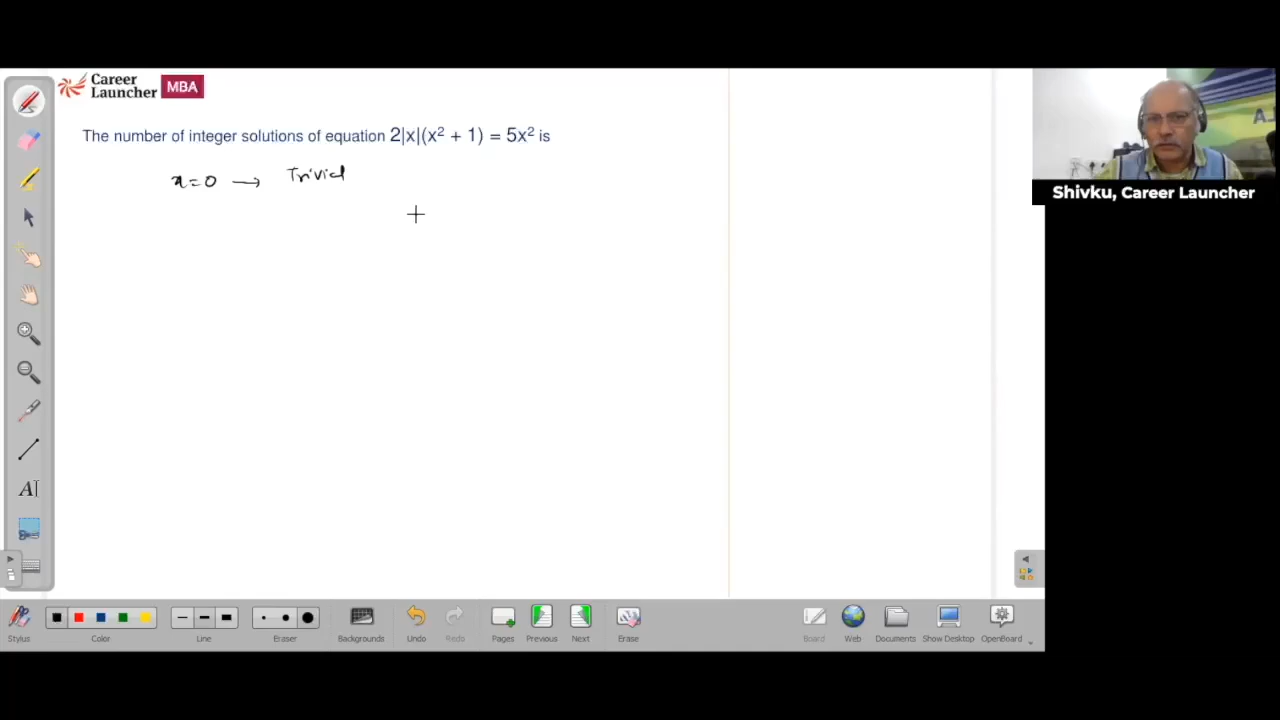 Career
Launcher MBA
The number of integer solutions of equation 2|x|(x² + 1) = 5x² is
x=0 → Trivial
Shivku, Career Launcher
AI
Stylus
Color
Line
Eraser
Backgrounds
Undo
Redo
Pages
Previous
Next
Erase
Board
Web
Documents
Show Desktop
OpenBoard